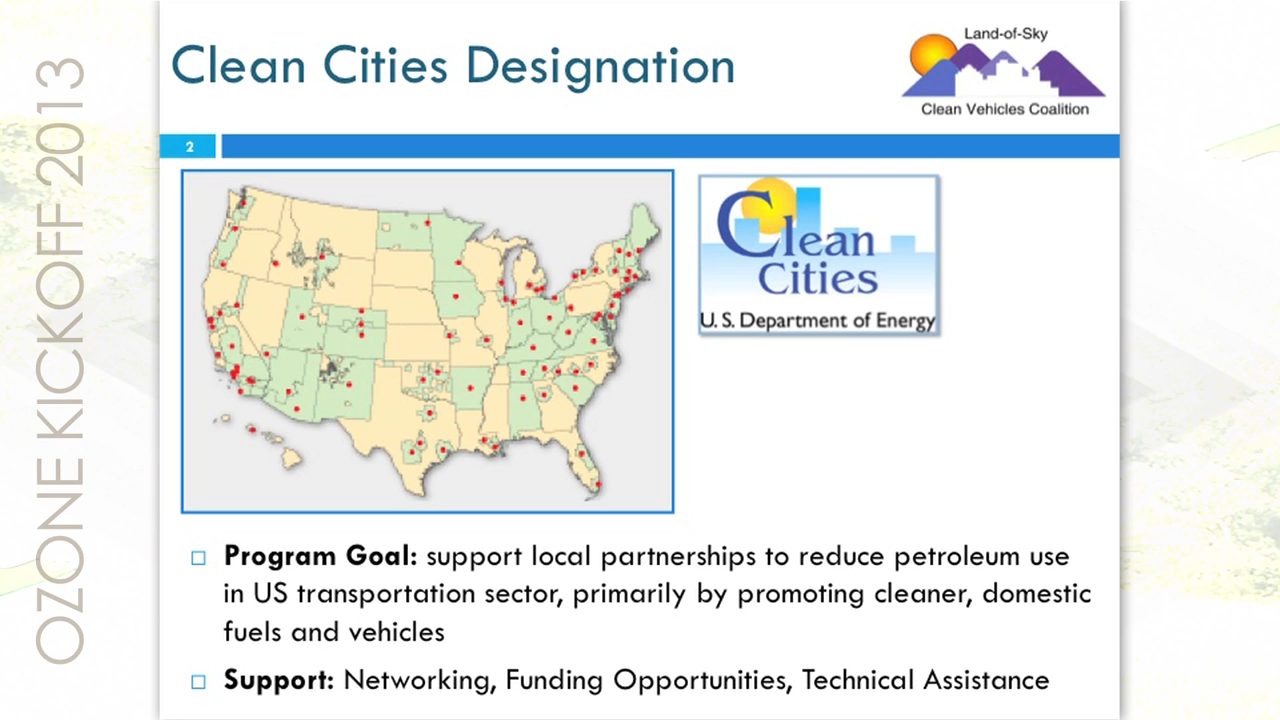 OZONE KICKOFF 2013
Clean Cities Designation
Land-of-Sky
Clean Vehicles Coalition
2
Clean
Cities
U.S. Department of Energy
Program Goal: support local partnerships to reduce petroleum use
in US transportation sector, primarily by promoting cleaner, domestic
fuels and vehicles
Support: Networking, Funding Opportunities, Technical Assistance